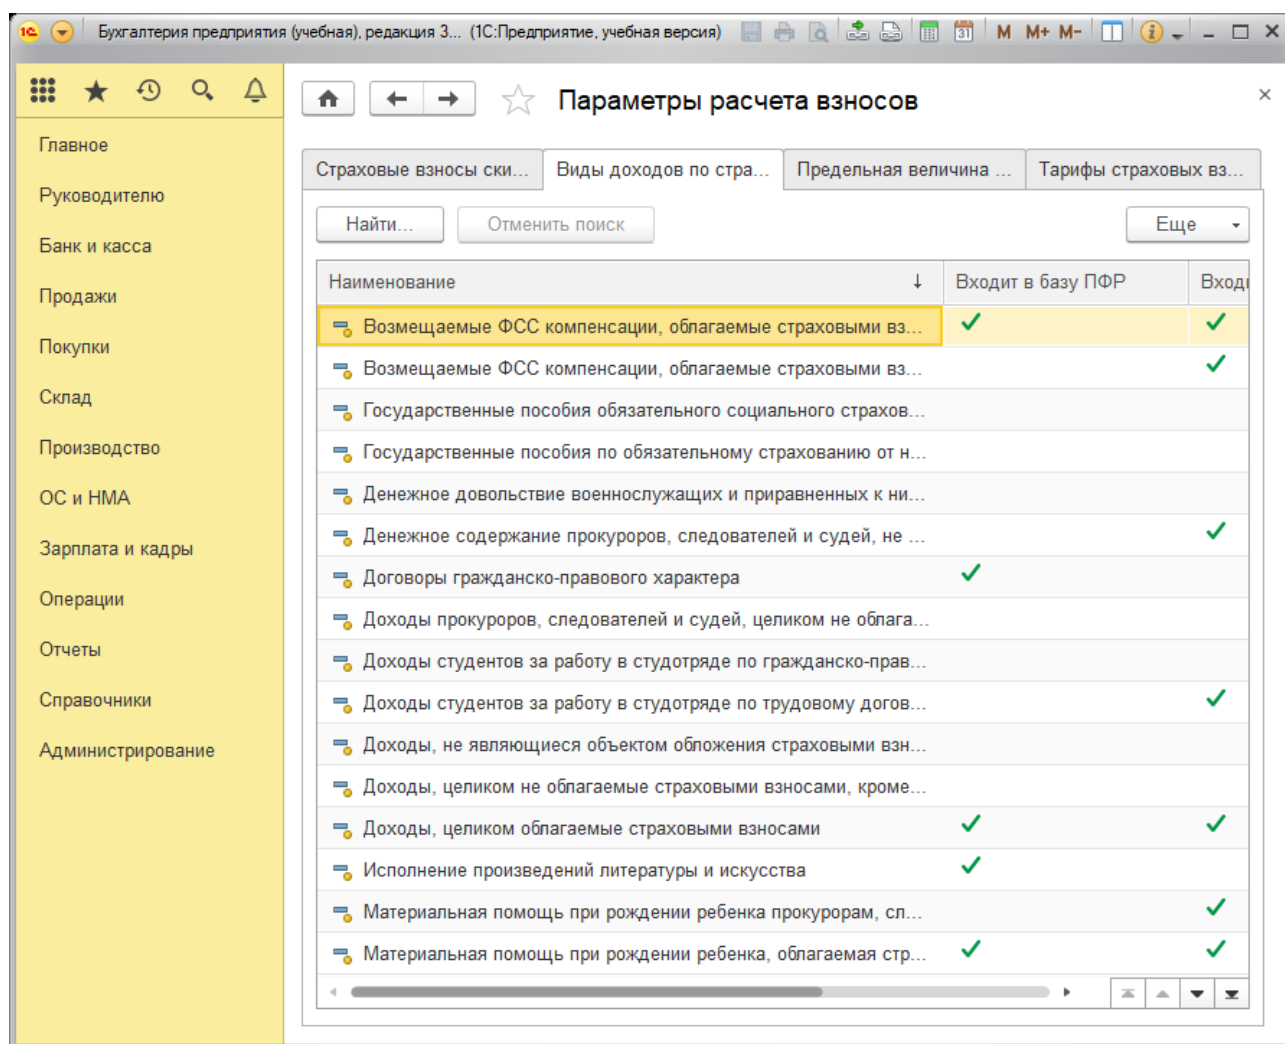 Бухгалтерия предприятия (учебная), редакция 3... (1С:Предприятие, учебная версия)
M M+ M-
Параметры расчета взносов
Главное
Руководителю
Банк и касса
Продажи
Покупки
Склад
Производство
ОС и НМА
Зарплата и кадры
Операции
Отчеты
Справочники
Администрирование
Страховые взносы ски...
Виды доходов по стра...
Предельная величина ...
Тарифы страховых вз...
Найти...
Отменить поиск
Еще
Наименование
Входит в базу ПФР
Входи
Возмещаемые ФСС компенсации, облагаемые страховыми вз...
Возмещаемые ФСС компенсации, облагаемые страховыми вз...
Государственные пособия обязательного социального страхов...
Государственные пособия по обязательному страхованию от н...
Денежное довольствие военнослужащих и приравненных к ни...
Денежное содержание прокуроров, следователей и судей, не ...
Договоры гражданско-правового характера
Доходы прокуроров, следователей и судей, целиком не облага...
Доходы студентов за работу в студотряде по гражданско-прав...
Доходы студентов за работу в студотряде по трудовому догов...
Доходы, не являющиеся объектом обложения страховыми взн...
Доходы, целиком не облагаемые страховыми взносами, кроме...
Доходы, целиком облагаемые страховыми взносами
Исполнение произведений литературы и искусства
Материальная помощь при рождении ребенка прокурорам, сл...
Материальная помощь при рождении ребенка, облагаемая стр...